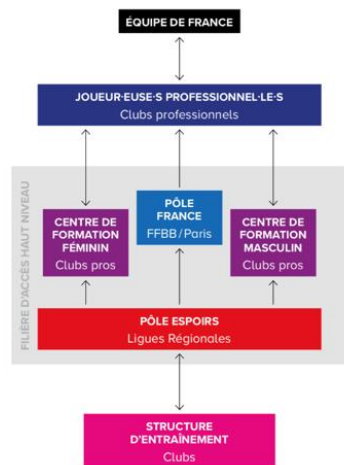 ÉQUIPE DE FRANCE
JOUEUR·EUSE·S PROFESSIONNEL·LE·S
Clubs professionnels
FILIÈRE D'ACCÈS HAUT NIVEAU
CENTRE DE
FORMATION
FÉMININ
Clubs pros
PÔLE
FRANCE
FFBB/Paris
CENTRE DE
FORMATION
MASCULIN
Clubs pros
PÔLE ESPOIRS
Ligues Régionales
STRUCTURE
D'ENTRAÎNEMENT
Clubs